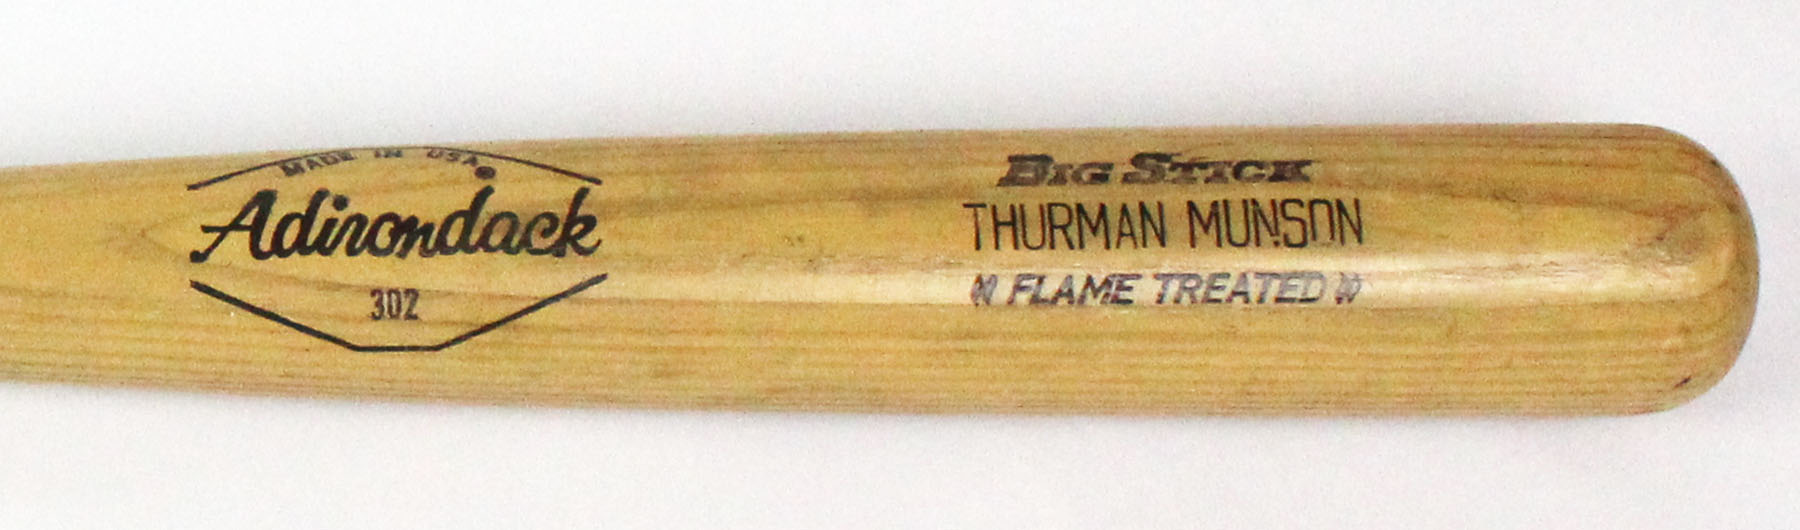 MADE IN USA
Adirondack
302
BIG STICK
THURMAN MUNSON
FLAME TREATED